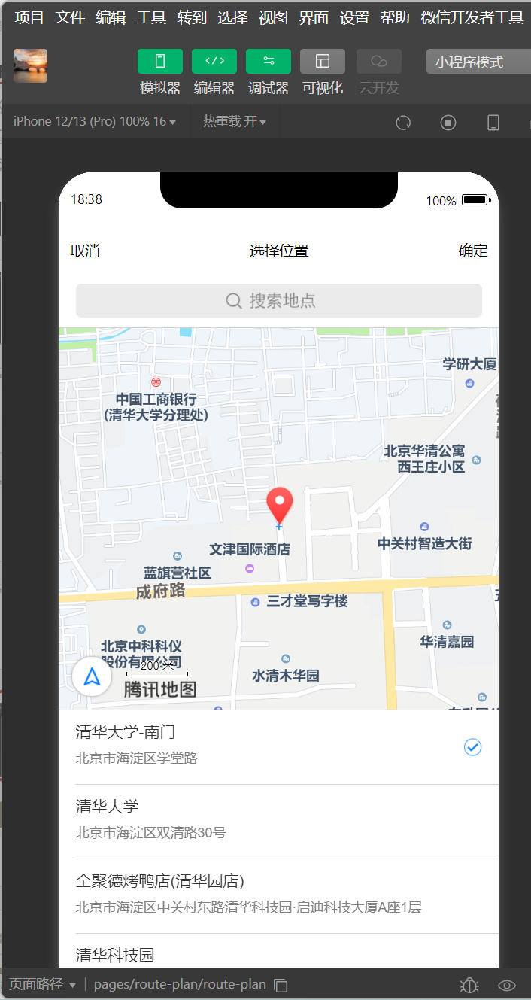 项目 文件 编辑 工具 转到 选择 视图 界面 设置 帮助 微信开发者工具
模拟器 编辑器 调试器 可视化 云开发 小程序模式
iPhone 12/13 (Pro) 100% 16 热重载 开
18:38 100%
取消 选择位置 确定
搜索地点
学研大厦
中国工商银行
(清华大学分理处)
北京华清公寓
西王庄小区
中关村智造大街
文津国际酒店
蓝旗营社区
成府路
三才堂写字楼
华清嘉园
北京中科科仪
股份有限公司
200 米
水清木华园
腾讯地图
清华大学-南门
北京市海淀区学堂路
清华大学
北京市海淀区双清路30号
全聚德烤鸭店(清华园店)
北京市海淀区中关村东路清华科技园·启迪科技大厦A座1层
清华科技园
页面路径 pages/route-plan/route-plan